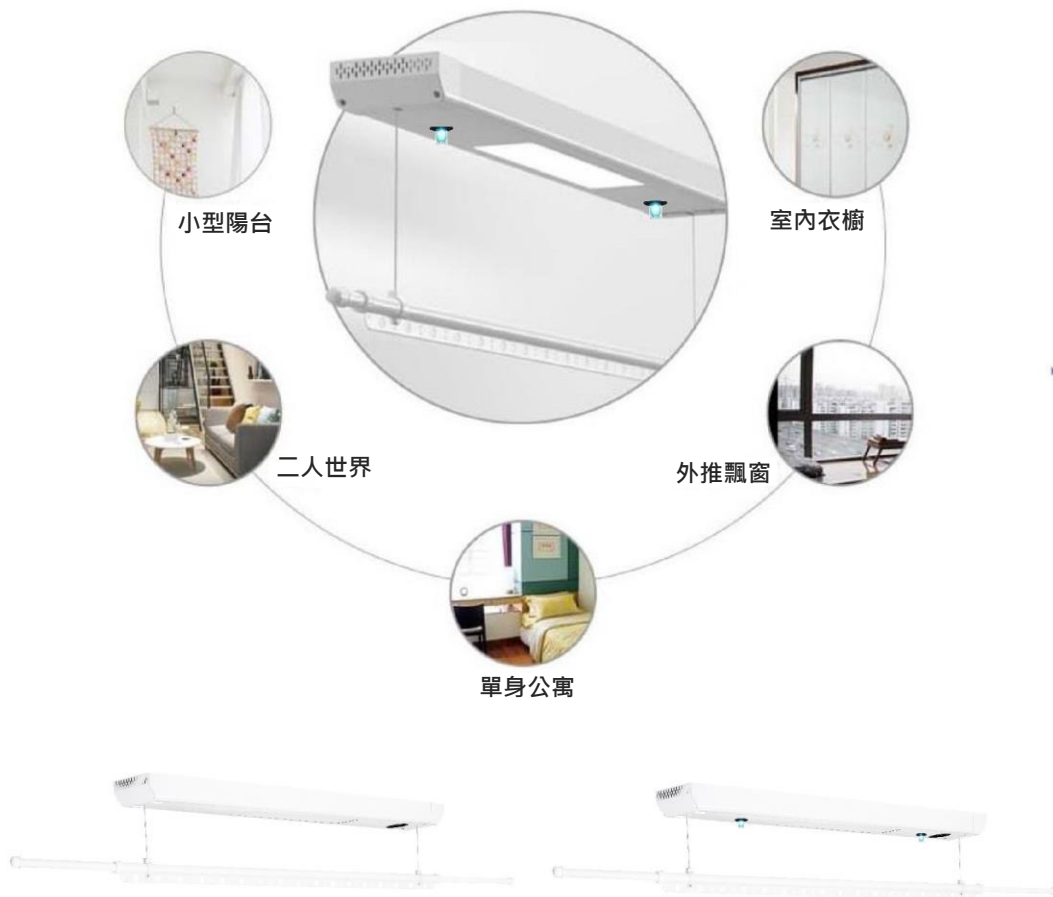 小型陽台
室內衣櫥
二人世界
外推飄窗
單身公寓